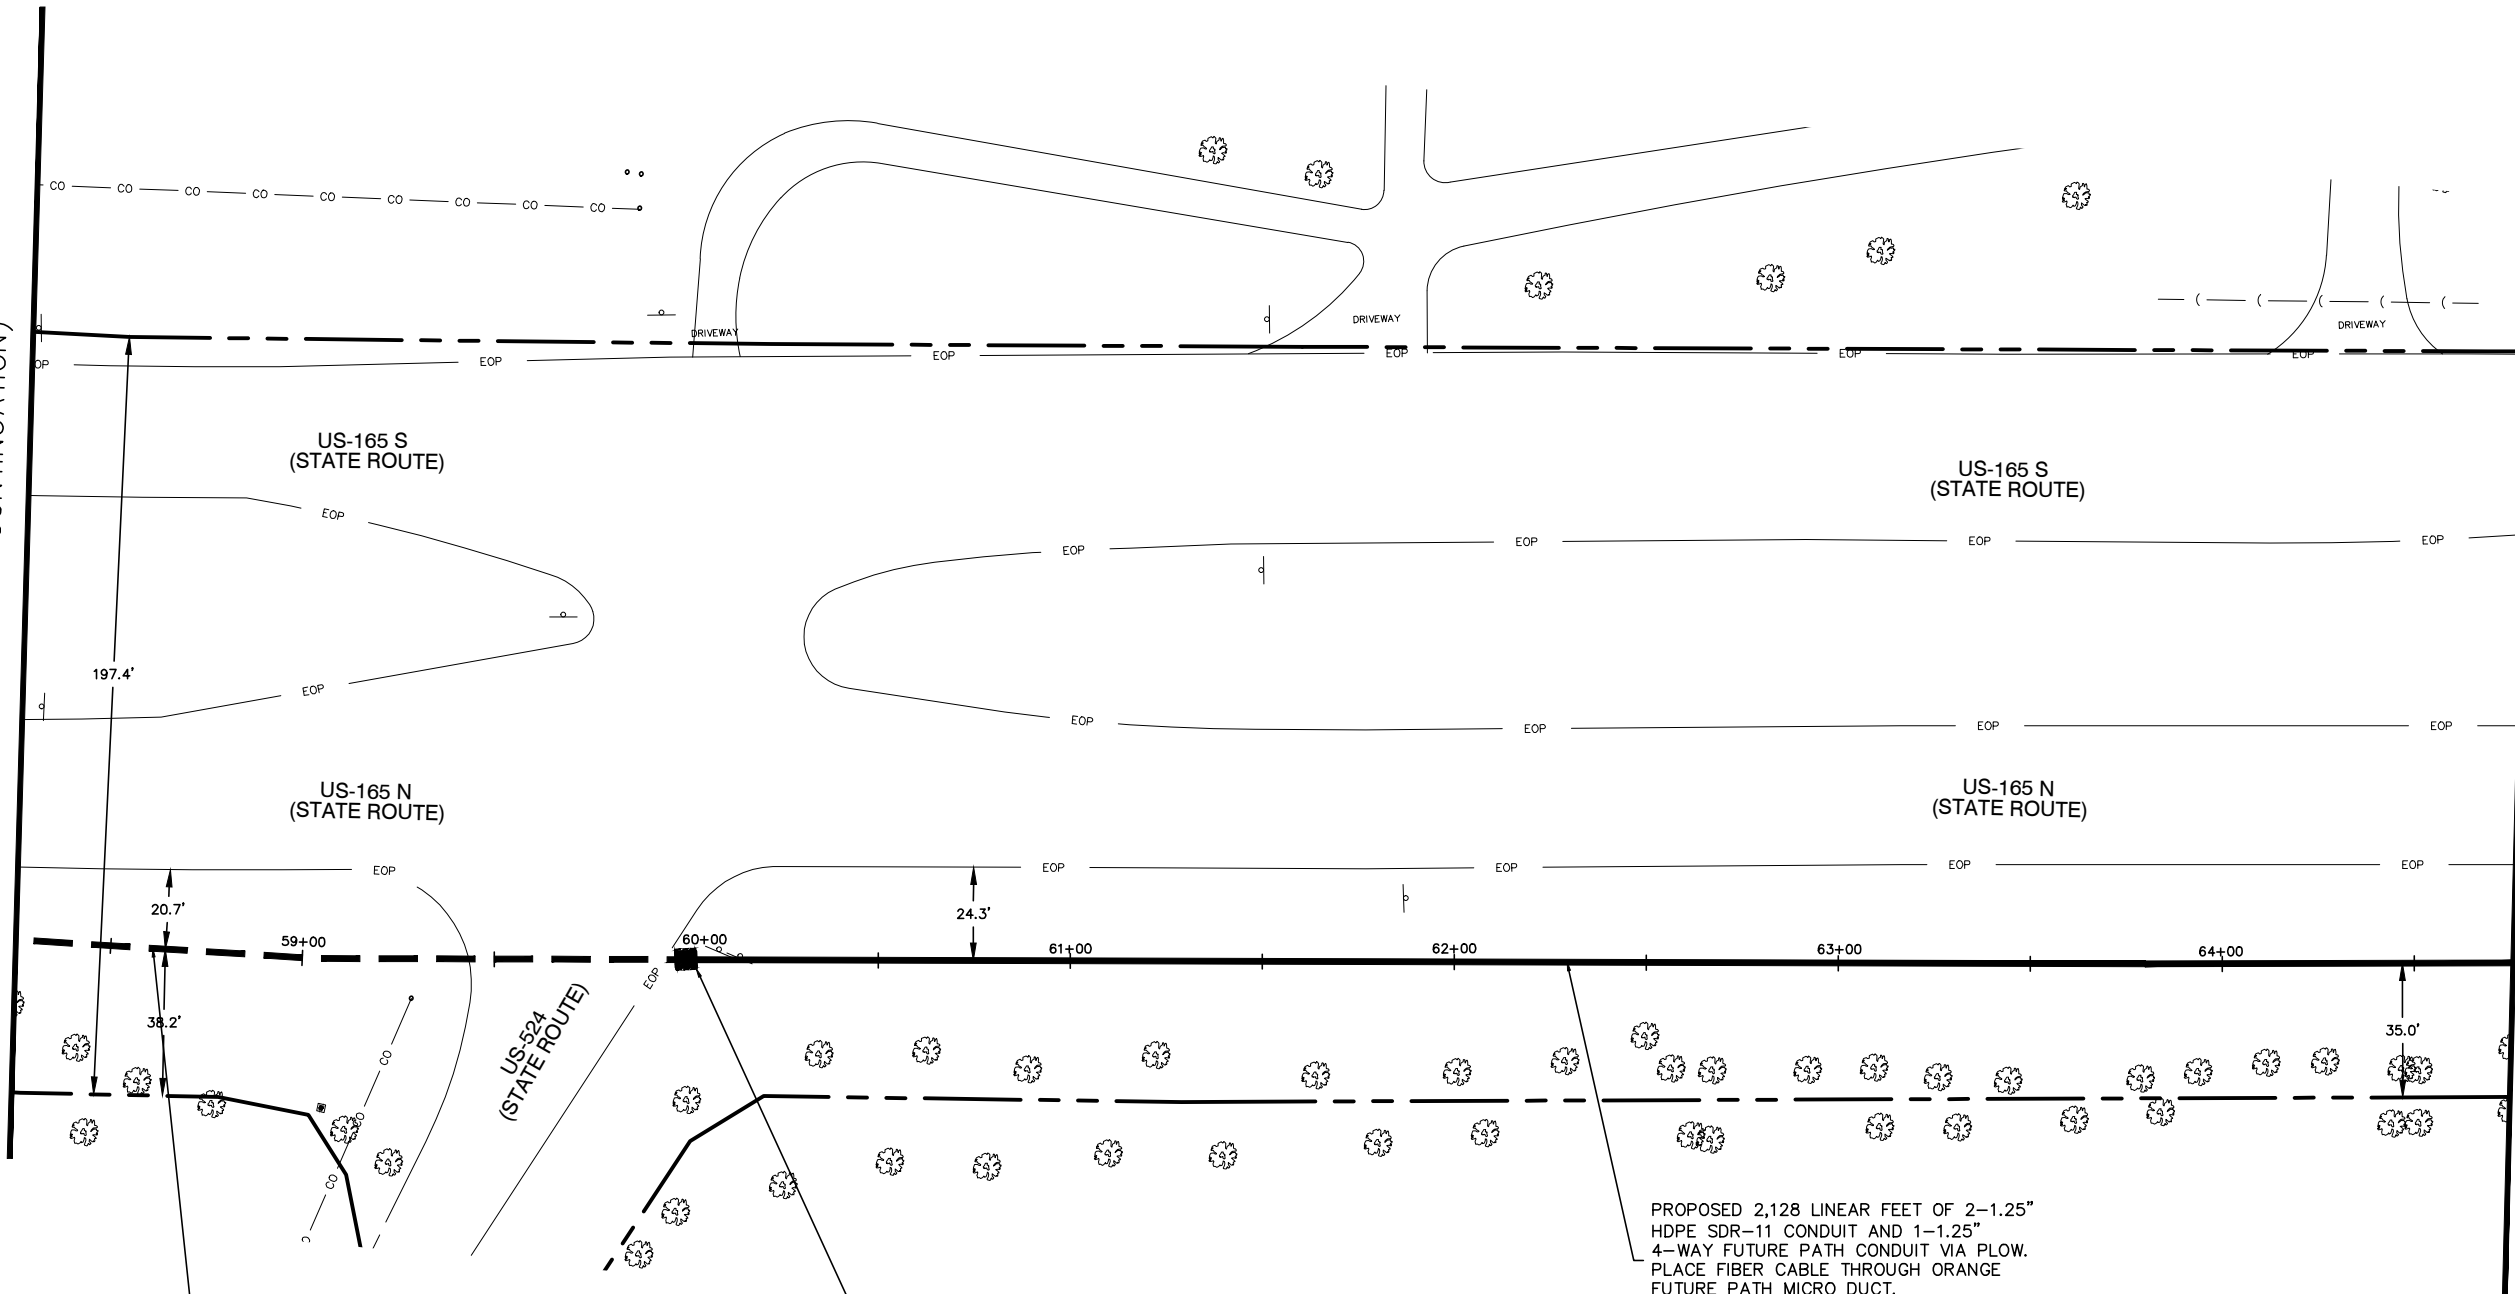 CO CO CO CO CO CO CO CO CO
DRIVEWAY
DRIVEWAY
DRIVEWAY
OP EOP EOP EOP EOP EOP
US-165 S
(STATE ROUTE)
US-165 S
(STATE ROUTE)
EOP
EOP EOP EOP EOP
197.4'
EOP
EOP EOP EOP EOP
US-165 N
(STATE ROUTE)
US-165 N
(STATE ROUTE)
EOP EOP EOP EOP EOP
20.7'
24.3'
59+00 60+00 61+00 62+00 63+00 64+00
EOP
38.2'
35.0'
US-524
(STATE ROUTE)
CO
CO
CO
C
PROPOSED 2,128 LINEAR FEET OF 2-1.25"
HDPE SDR-11 CONDUIT AND 1-1.25"
4-WAY FUTURE PATH CONDUIT VIA PLOW.
PLACE FIBER CABLE THROUGH ORANGE
FUTURE PATH MICRO DUCT.